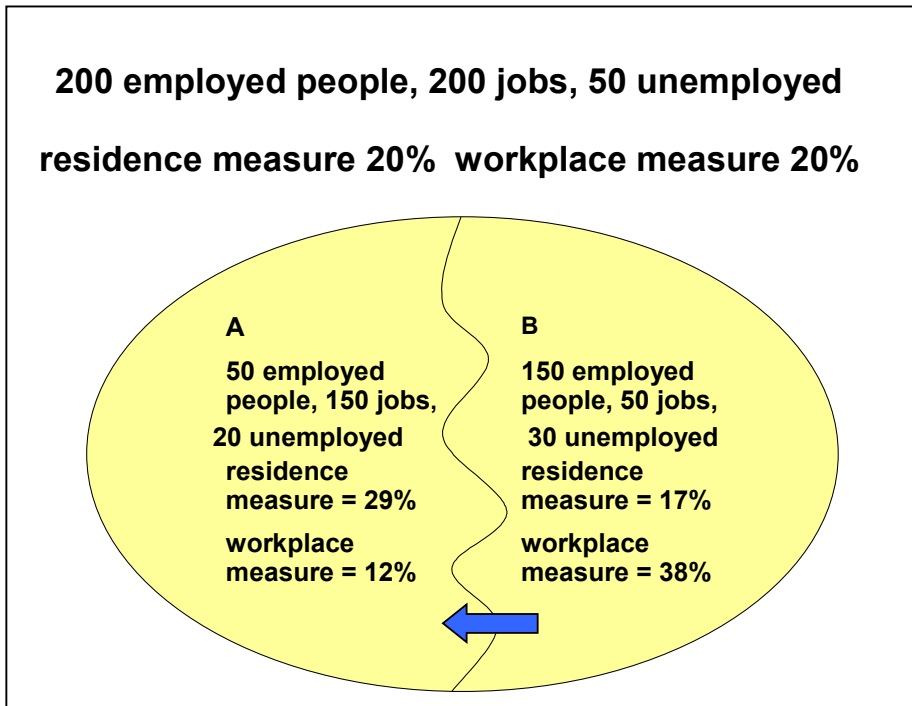 200 employed people, 200 jobs, 50 unemployed
residence measure 20% workplace measure 20%
A
50 employed
people, 150 jobs,
20 unemployed
residence
measure = 29%
workplace
measure = 12%
B
150 employed
people, 50 jobs,
30 unemployed
residence
measure = 17%
workplace
measure = 38%